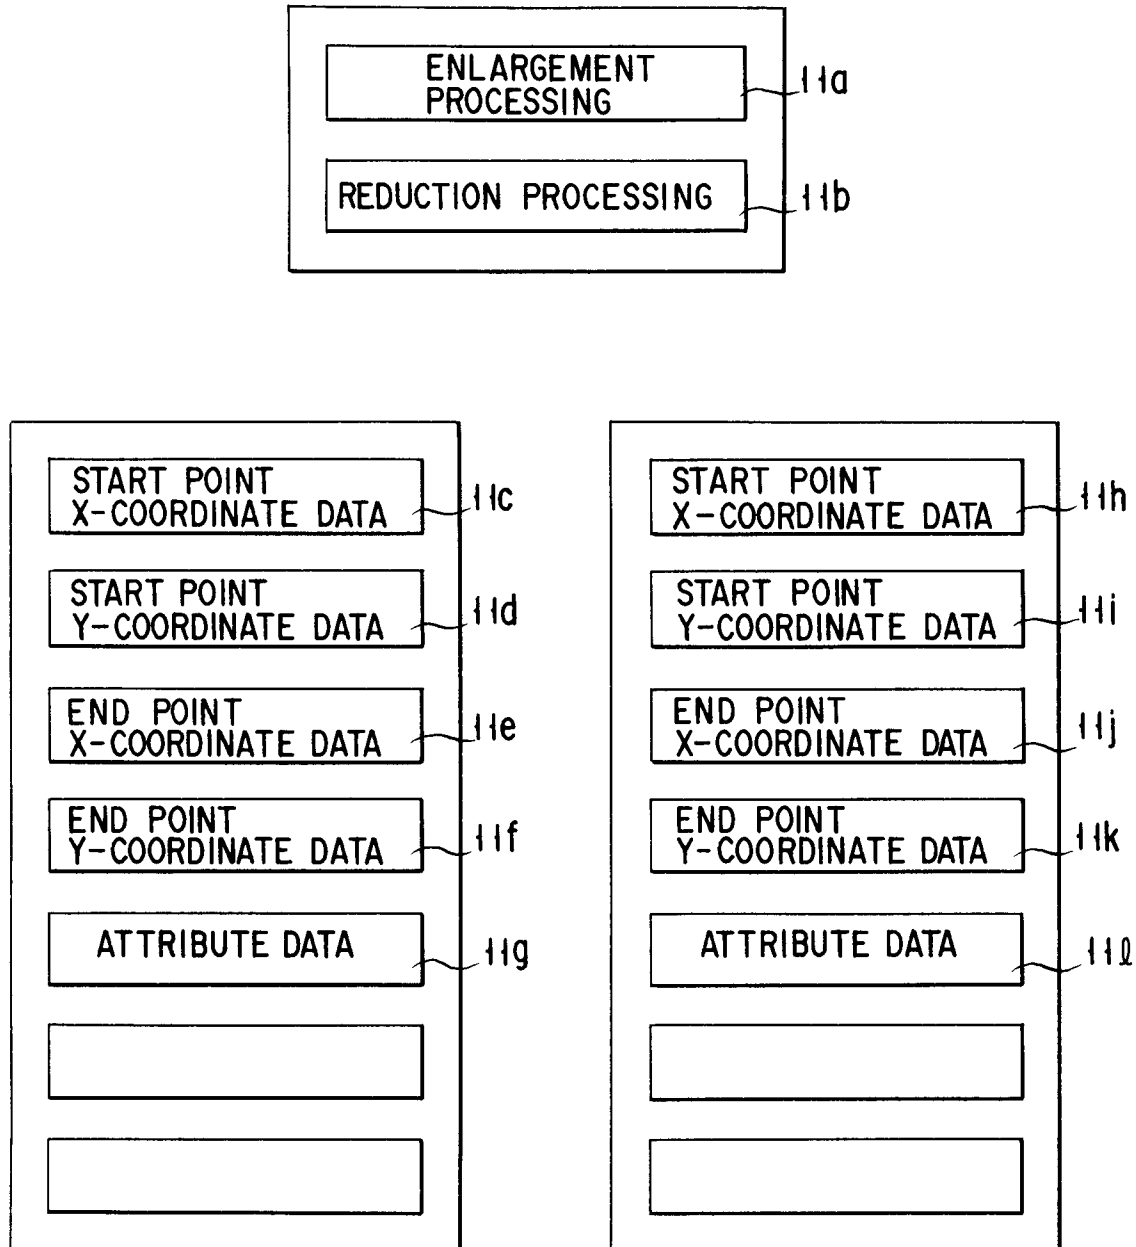 ENLARGEMENT
PROCESSING
11a
REDUCTION PROCESSING
11b
START POINT
X-COORDINATE DATA
11c
START POINT
Y-COORDINATE DATA
11d
END POINT
X-COORDINATE DATA
11e
END POINT
Y-COORDINATE DATA
11f
ATTRIBUTE DATA
11g
START POINT
X-COORDINATE DATA
11h
START POINT
Y-COORDINATE DATA
11i
END POINT
X-COORDINATE DATA
11j
END POINT
Y-COORDINATE DATA
11k
ATTRIBUTE DATA
11ℓ